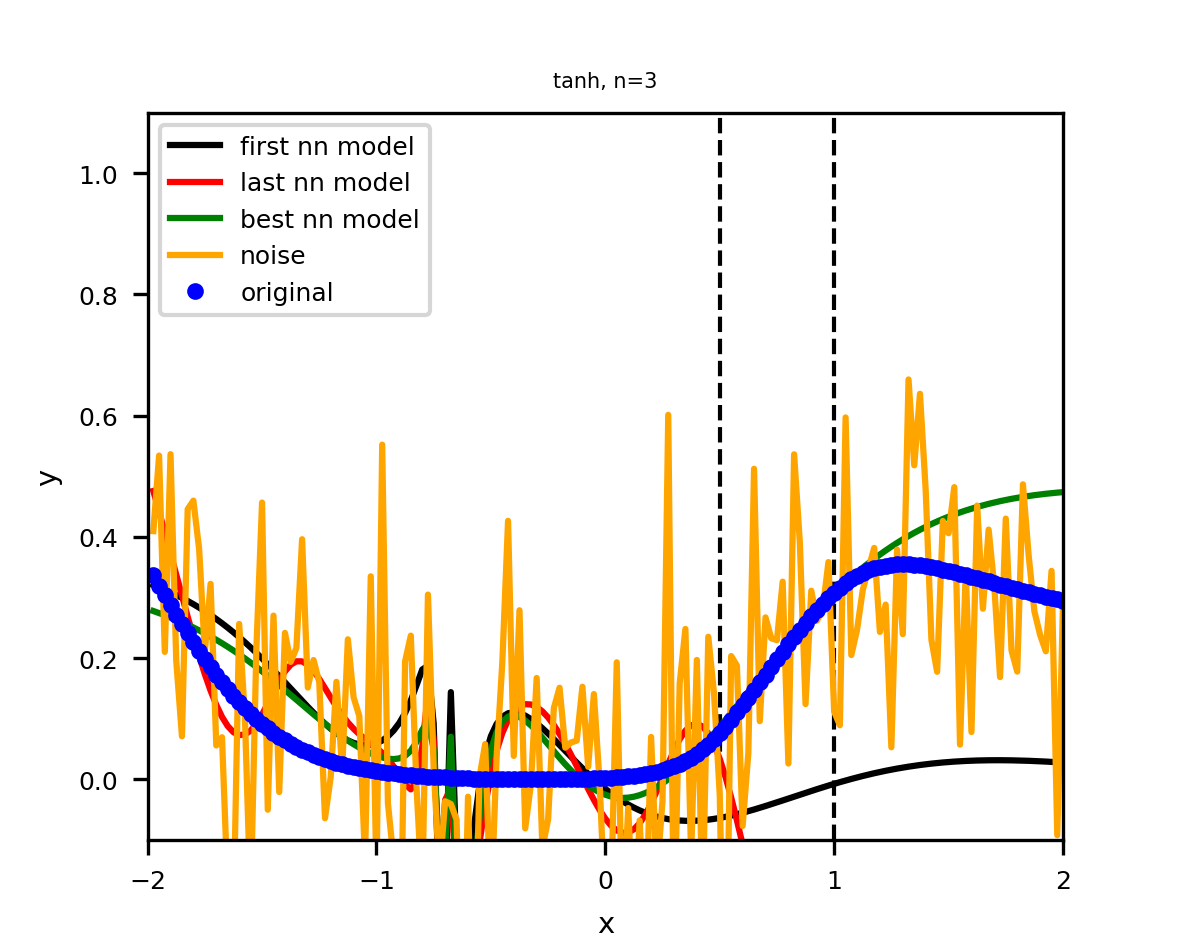 tanh, n=3
first nn model
last nn model
best nn model
noise
original
1.0
0.8
0.6
0.4
0.2
0.0
y
−2
−1
0
1
2
x